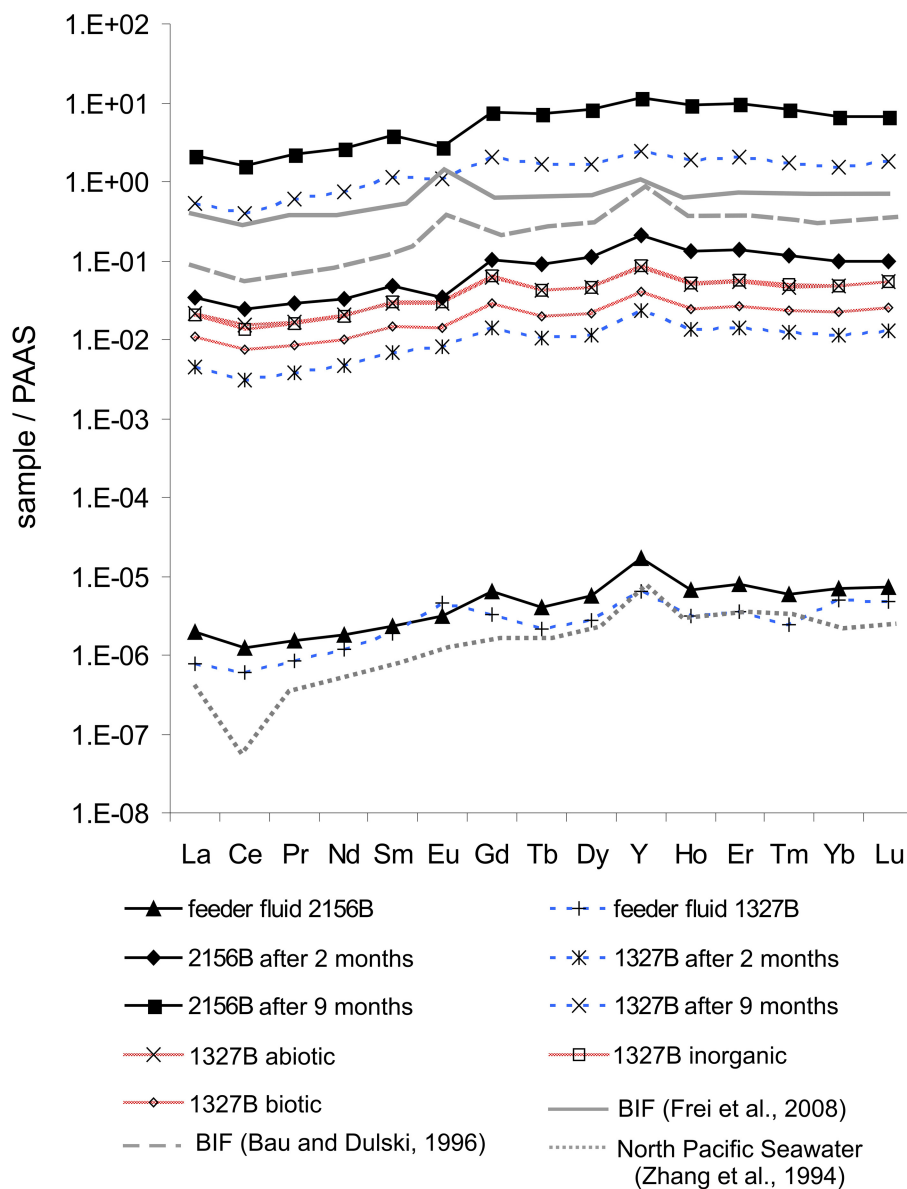 1.E+02
1.E+01
1.E+00
1.E-01
1.E-02
1.E-03
1.E-04
1.E-05
1.E-06
1.E-07
1.E-08
sample / PAAS
La Ce Pr Nd Sm Eu Gd Tb Dy Y Ho Er Tm Yb Lu
feeder fluid 2156B
feeder fluid 1327B
2156B after 2 months
1327B after 2 months
2156B after 9 months
1327B after 9 months
1327B abiotic
1327B inorganic
1327B biotic
BIF (Frei et al., 2008)
BIF (Bau and Dulski, 1996)
North Pacific Seawater
(Zhang et al., 1994)